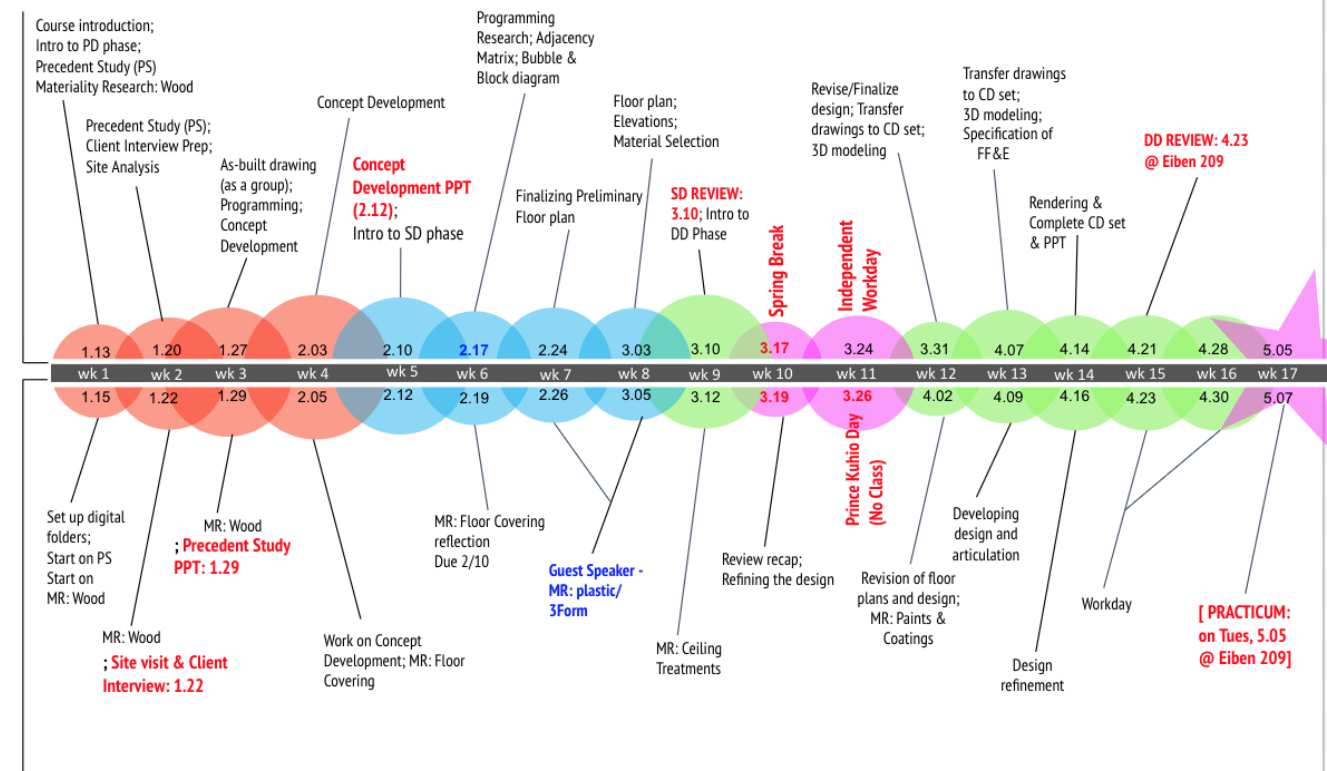 Course introduction;
Intro to PD phase;
Precedent Study (PS)
Materiality Research: Wood
Precedent Study (PS);
Client Interview Prep;
Site Analysis
As-built drawing
(as a group);
Programming;
Concept
Development
Concept Development
Concept
Development PPT
(2.12);
Intro to SD phase
Programming
Research; Adjacency
Matrix; Bubble &
Block diagram
Finalizing Preliminary
Floor plan
Floor plan;
Elevations;
Material Selection
SD REVIEW:
3.10; Intro to
DD Phase
Spring Break
Independent
Workday
Revise/Finalize
design; Transfer
drawings to CD set;
3D modeling
Transfer drawings
to CD set;
3D modeling;
Specification of
FF&E
Rendering &
Complete CD set
& PPT
DD REVIEW: 4.23
@ Eiben 209
1.13 1.20 1.27 2.03 2.10 2.17 2.24 3.03 3.10 3.17 3.24 3.31 4.07 4.14 4.21 4.28 5.05
wk 1 wk 2 wk 3 wk 4 wk 5 wk 6 wk 7 wk 8 wk 9 wk 10 wk 11 wk 12 wk 13 wk 14 wk 15 wk 16 wk 17
1.15 1.22 1.29 2.05 2.12 2.19 2.26 3.05 3.12 3.19 3.26 4.02 4.09 4.16 4.23 4.30 5.07
Set up digital
folders;
Start on PS
Start on
MR: Wood
MR: Wood
; Site visit & Client
Interview: 1.22
MR: Wood
; Precedent Study
PPT: 1.29
Work on Concept
Development; MR: Floor
Covering
MR: Floor Covering
reflection
Due 2/10
Guest Speaker -
MR: plastic/
3Form
MR: Ceiling
Treatments
Review recap;
Refining the design
Prince Kuhio Day
(No Class)
Revision of floor
plans and design;
MR: Paints &
Coatings
Developing
design and
articulation
Design
refinement
Workday
[ PRACTICUM:
on Tues, 5.05
@ Eiben 209]